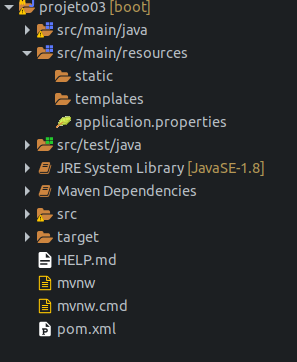 projeto03 [boot]
src/main/java
src/main/resources
static
templates
application.properties
src/test/java
JRE System Library [JavaSE-1.8]
Maven Dependencies
src
target
HELP.md
mvnw
mvnw.cmd
pom.xml